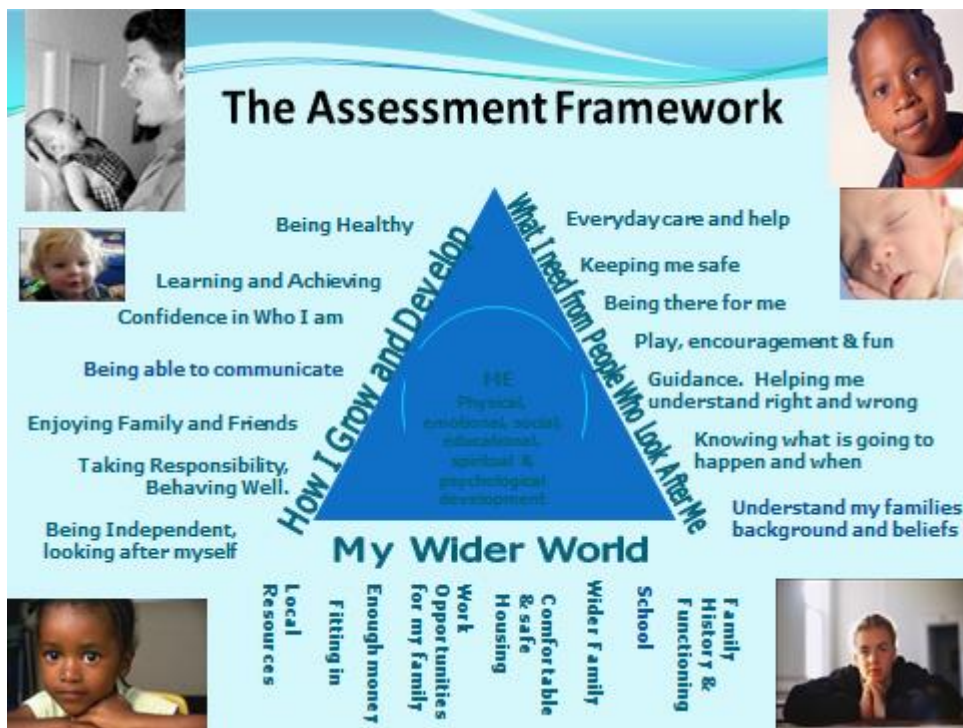 The Assessment Framework
Being Healthy
Learning and Achieving
Confidence in Who I am
Being able to communicate
Enjoying Family and Friends
Taking Responsibility,
Behaving Well.
Being Independent,
looking after myself
How I Grow and Develop
ME
Physical,
emotional, social,
educational,
spiritual &
psychological
development
What I need from People Who Look After Me
Everyday care and help
Keeping me safe
Being there for me
Play, encouragement & fun
Guidance. Helping me
understand right and wrong
Knowing what is going to
happen and when
Understand my families
background and beliefs
My Wider World
Local
Resources
Fitting in
Enough money
Work
Opportunities
for my family
Comfortable
& safe
Housing
Wider Family
School
Family
History &
Functioning